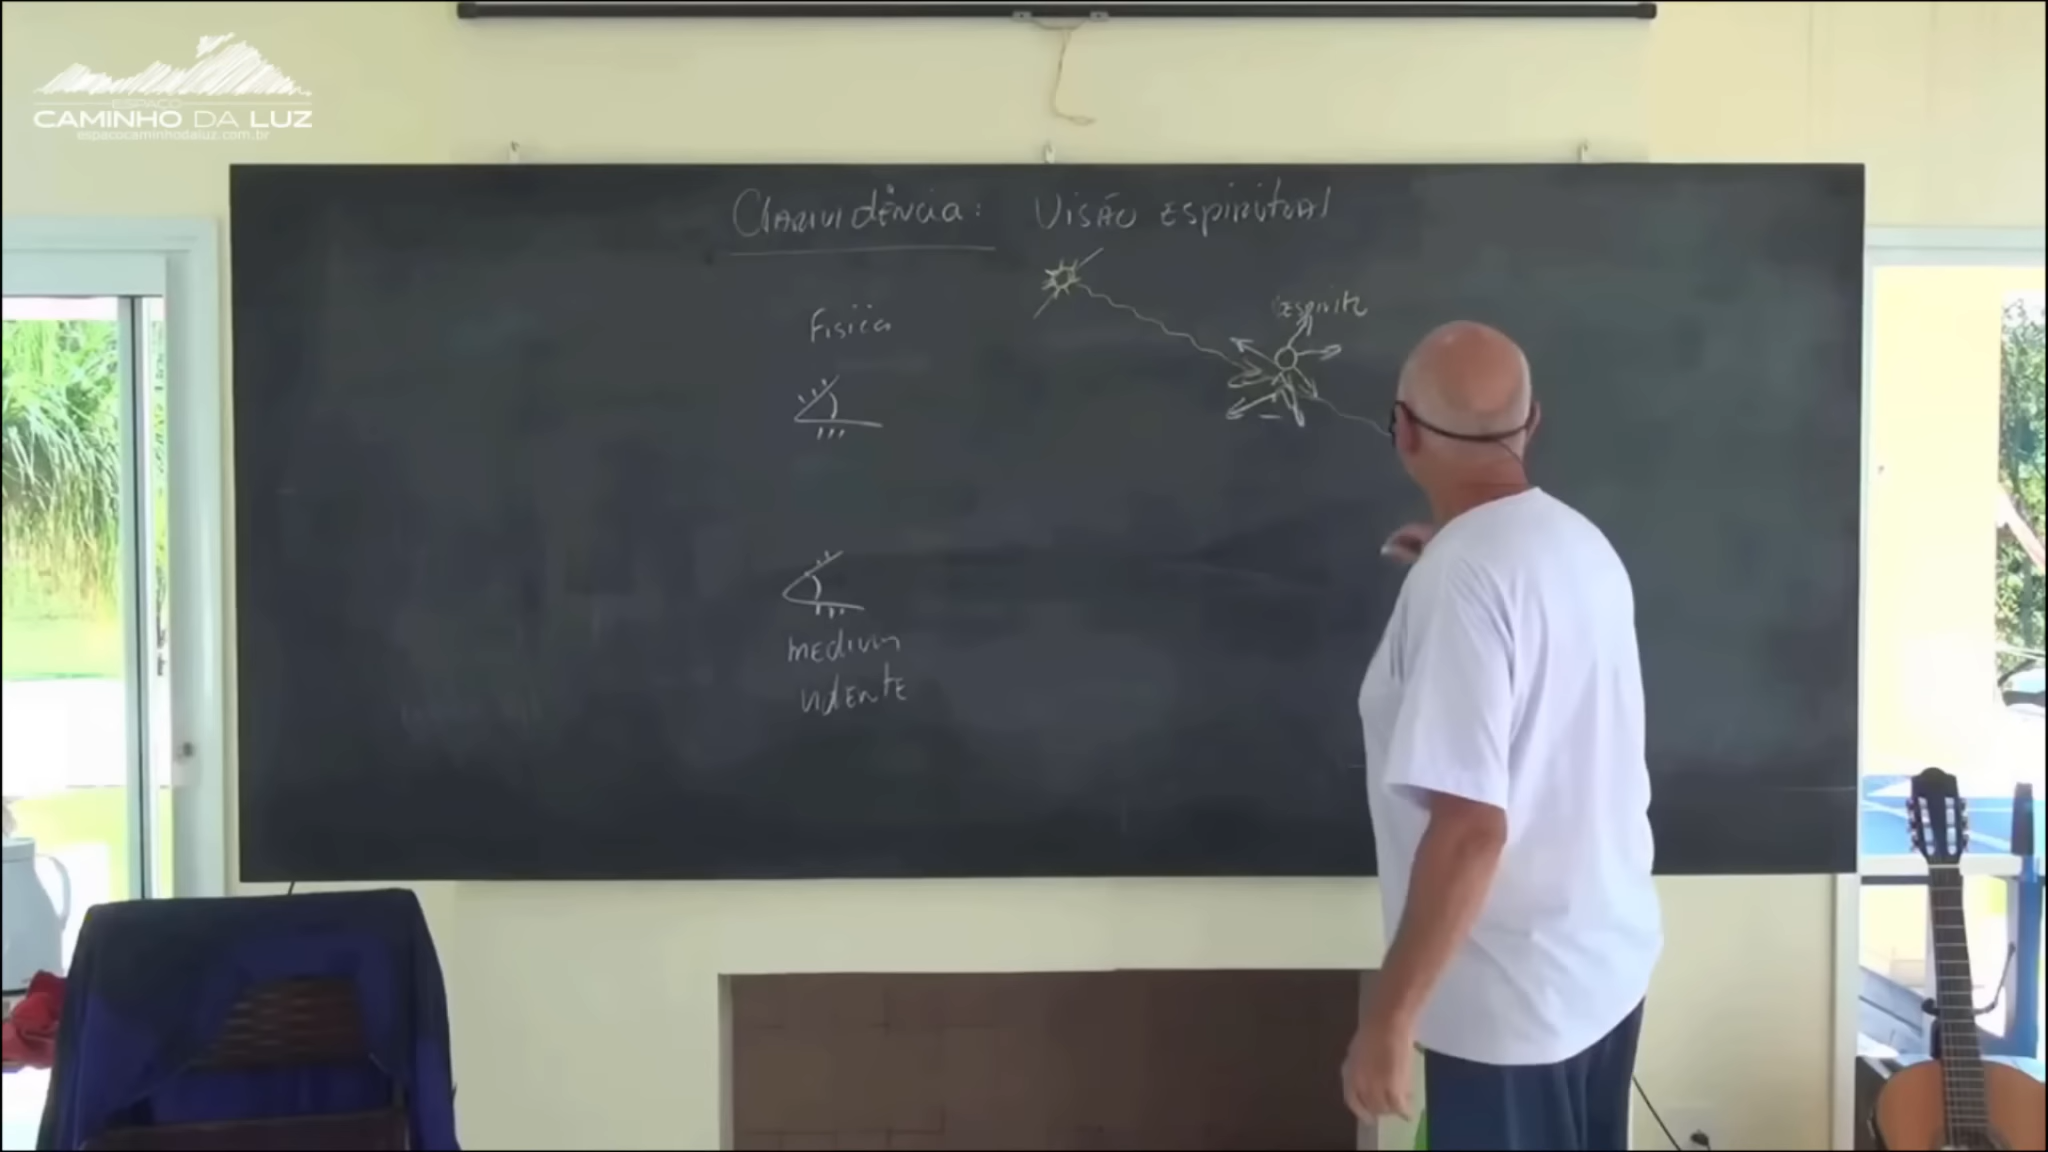 ESPAÇO
CAMINHO DA LUZ
espacocaminhodaluz.com.br
Clarividência: Visão espiritual
Física
espírito
medium
vidente